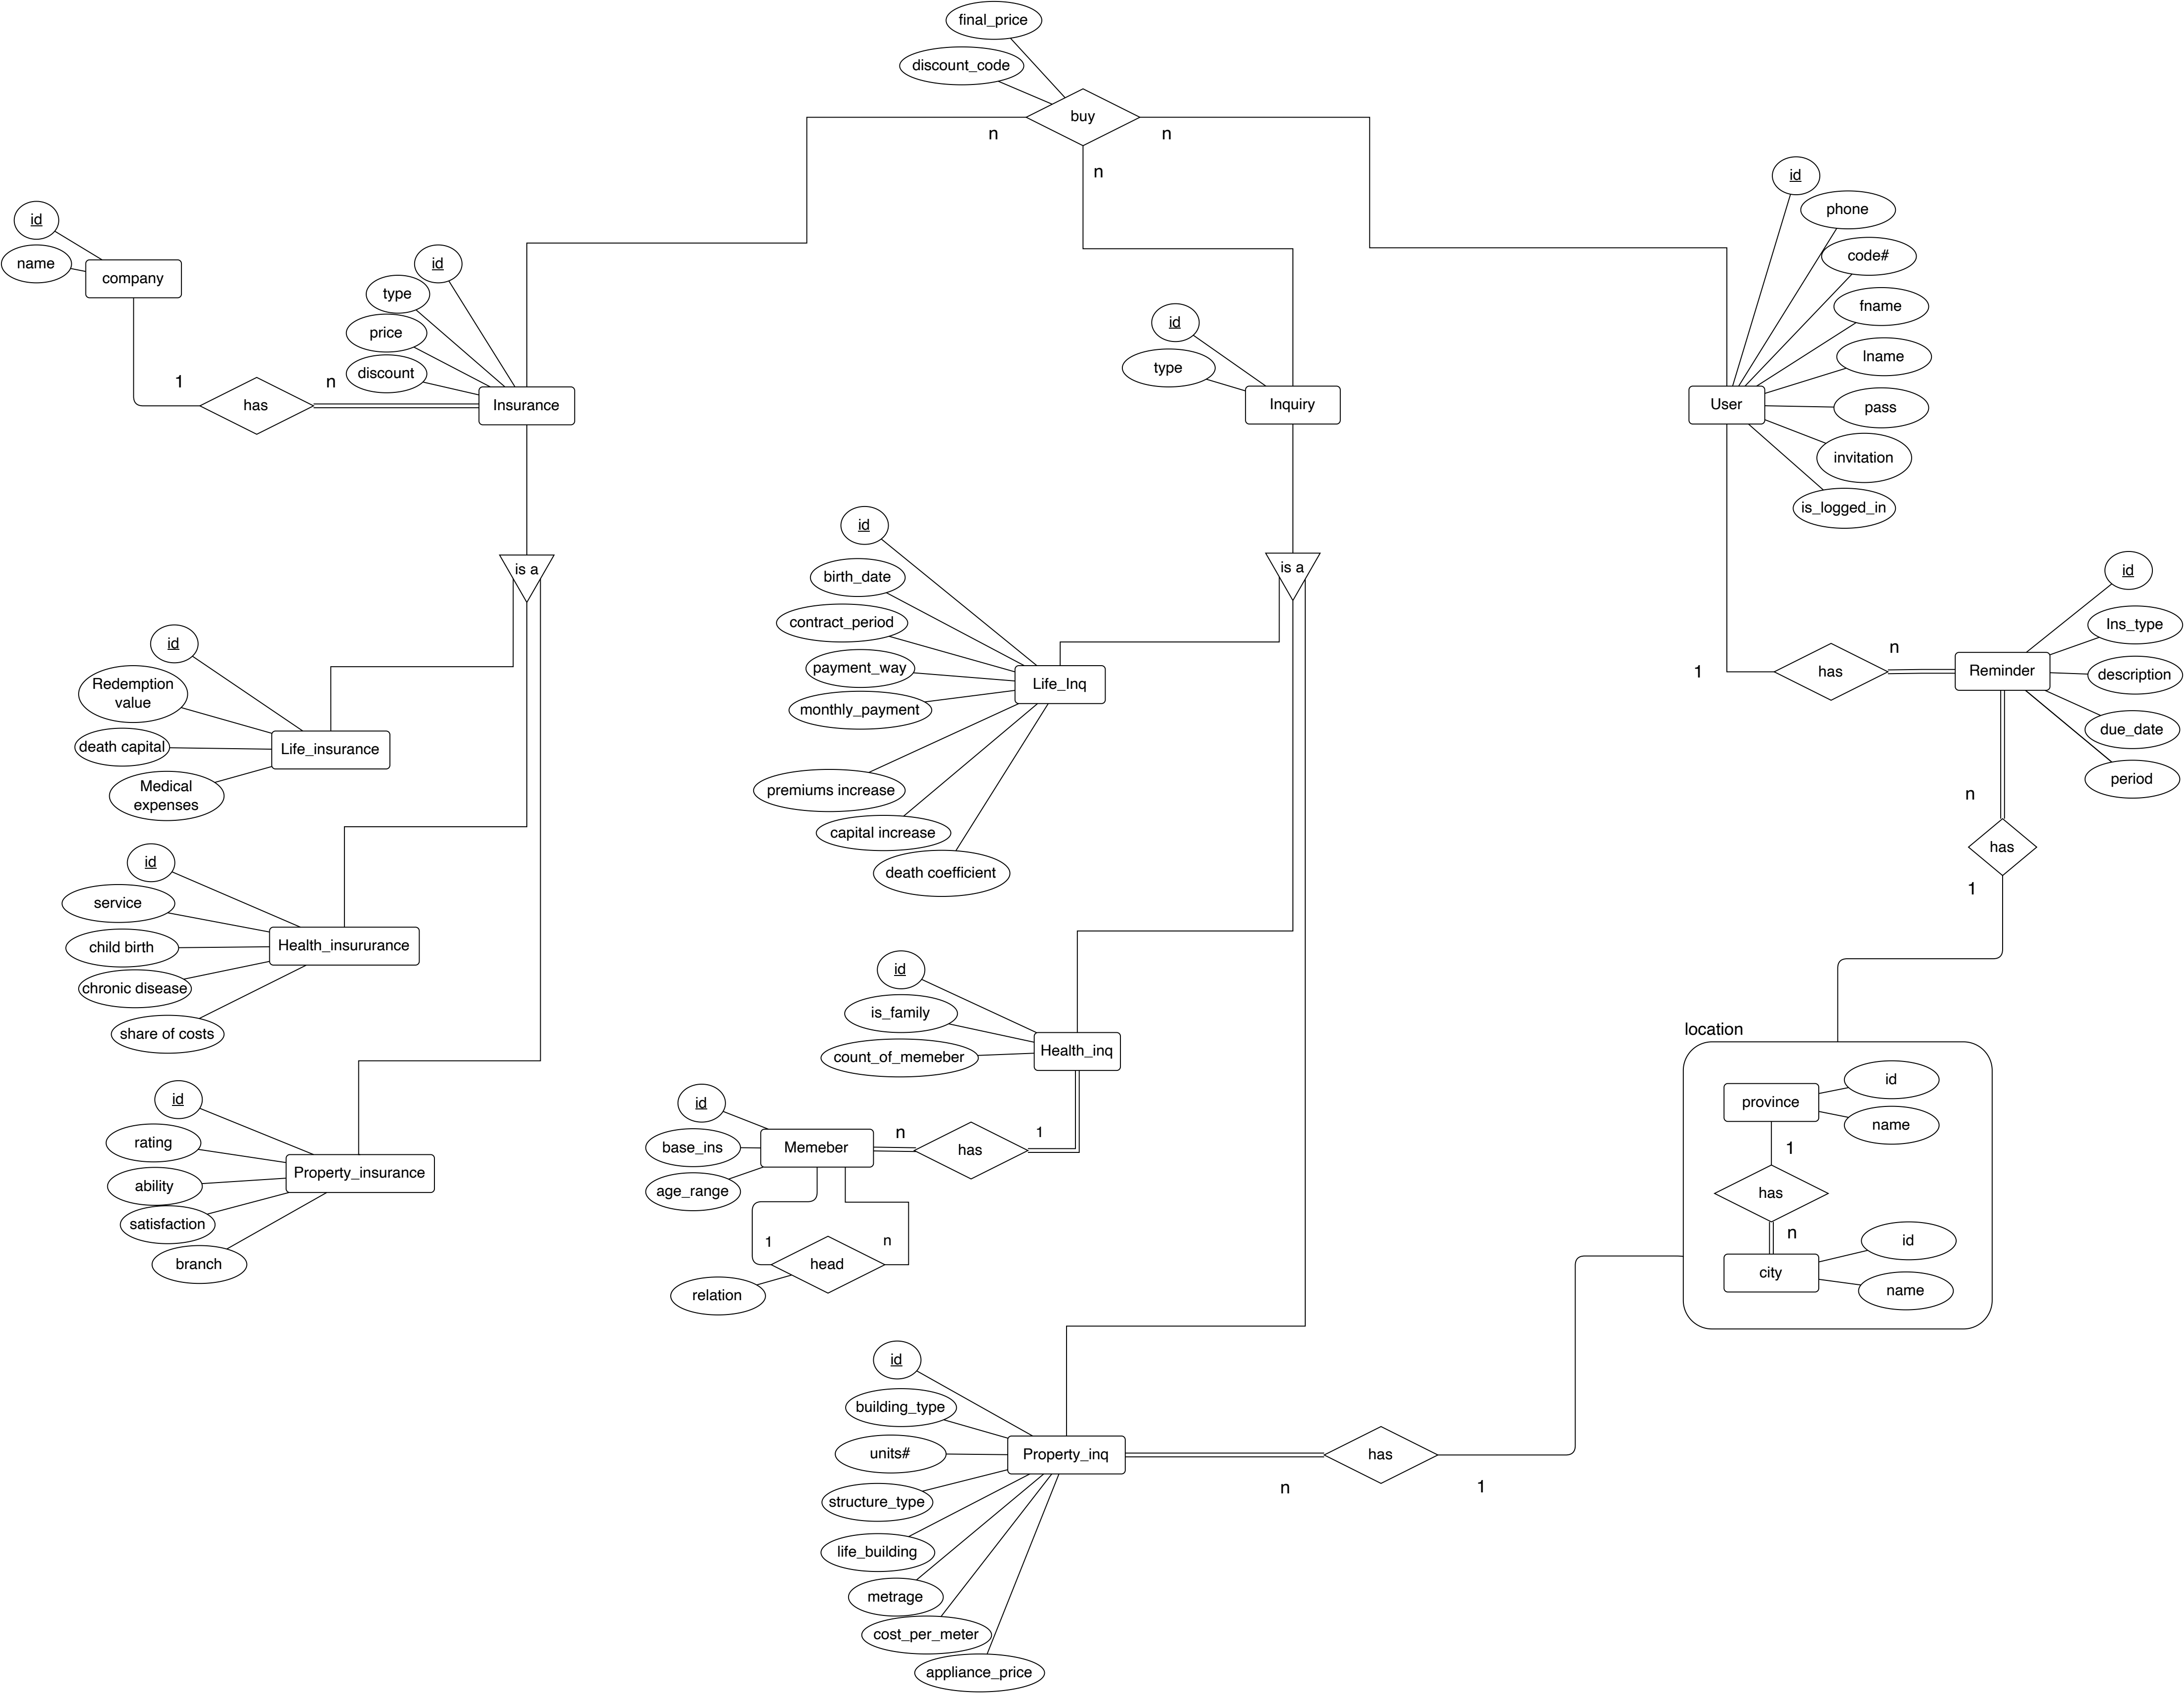 final_price
discount_code
buy
n
n
n
id
phone
code#
fname
lname
pass
invitation
is_logged_in
User
id
name
company
1
has
n
id
type
price
discount
Insurance
id
type
Inquiry
is a
is a
id
Redemption
value
death capital
Medical
expenses
Life_insurance
id
service
child birth
chronic disease
share of costs
Health_insururance
id
rating
ability
satisfaction
branch
Property_insurance
id
birth_date
contract_period
payment_way
monthly_payment
premiums increase
capital increase
death coefficient
Life_Inq
id
is_family
count_of_memeber
Health_inq
id
base_ins
age_range
Memeber
n
has
1
1
head
n
relation
id
building_type
units#
structure_type
life_building
metrage
cost_per_meter
appliance_price
Property_inq
n
has
1
1
has
n
Reminder
id
Ins_type
description
due_date
period
n
has
1
location
province
id
name
1
has
n
city
id
name